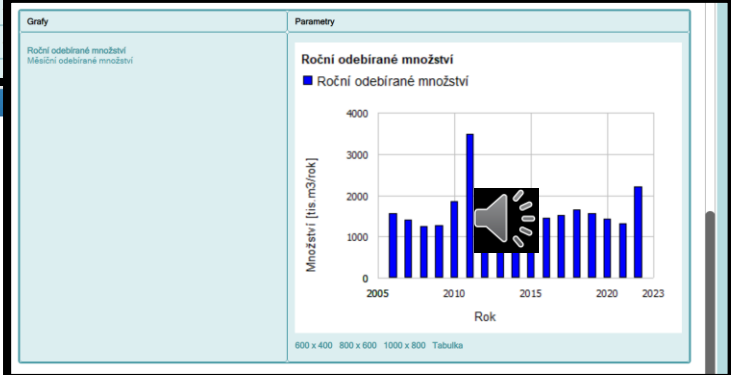 Grafy
Parametry
Roční odebírané množství
Měsíční odebírané množství
Roční odebírané množství
Roční odebírané množství
4000
3000
2000
1000
0
Množství [tis.m3/rok]
2005 2010 2015 2020 2023
Rok
600 x 400 800 x 600 1000 x 800 Tabulka